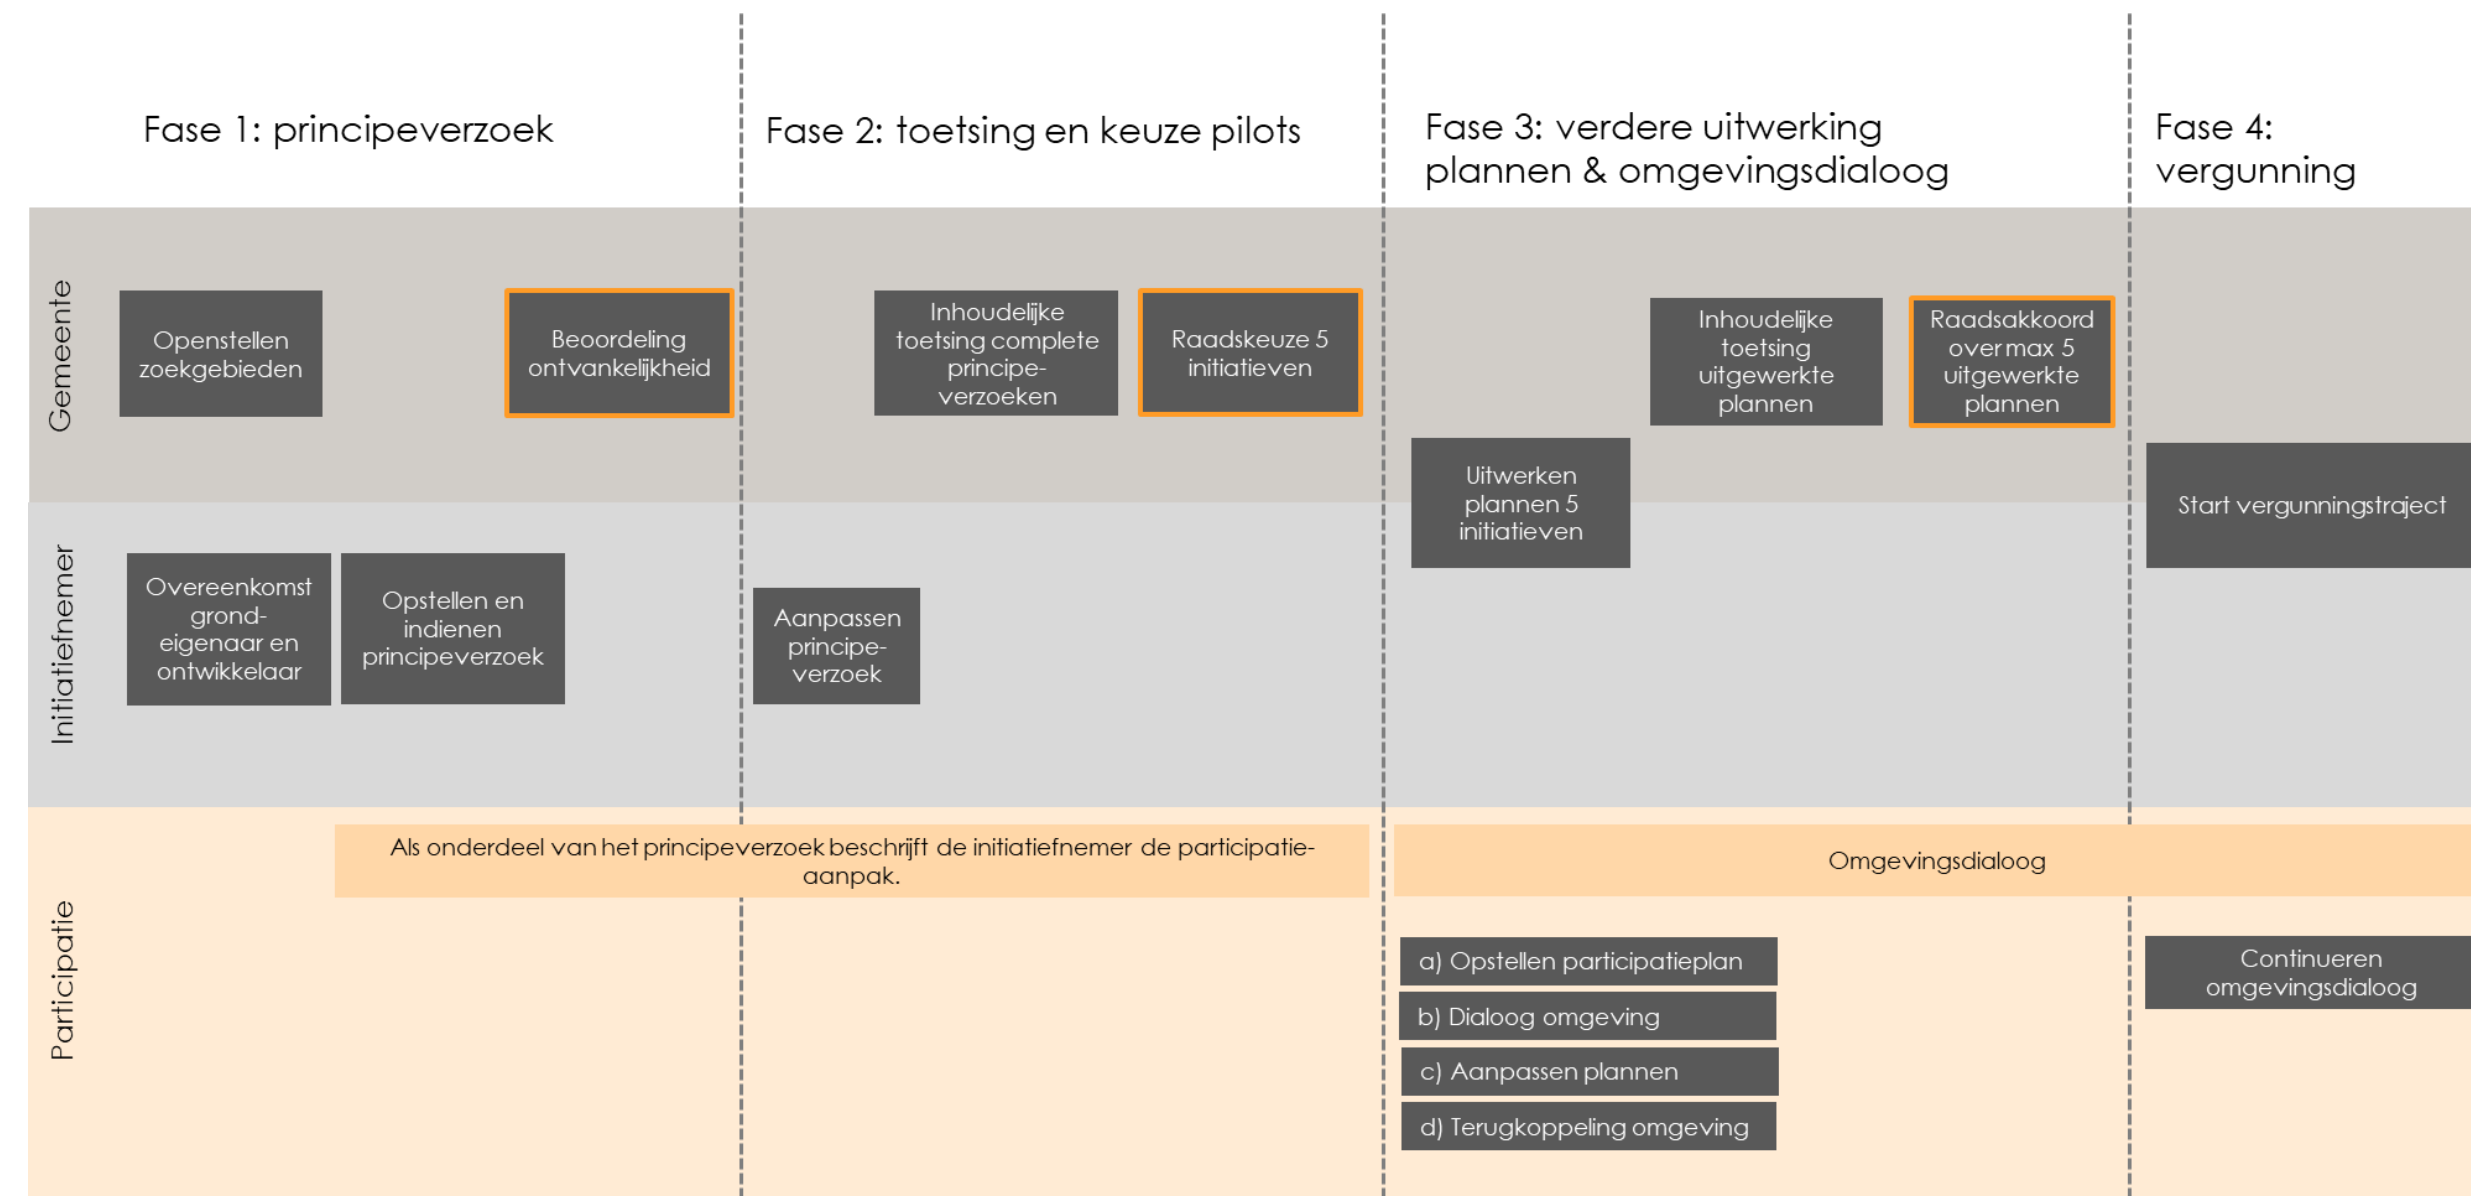 Fase 1: principeverzoek
Fase 2: toetsing en keuze pilots
Fase 3: verdere uitwerking
plannen & omgevingsdialoog
Fase 4:
vergunning
Gemeente
Openstellen
zoekgebieden
Beoordeling
ontvankelijkheid
Inhoudelijke
toetsing complete
principe-
verzoeken
Raadskeuze 5
initiatieven
Inhoudelijke
toetsing
uitgewerkte
plannen
Raadsakkoord
over max 5
uitgewerkte
plannen
Uitwerken
plannen 5
initiatieven
Start vergunningstraject
Initiatiefnemer
Overeenkomst
grond-
eigenaar en
ontwikkelaar
Opstellen en
indienen
principeverzoek
Aanpassen
principe-
verzoek
Participatie
Als onderdeel van het principeverzoek beschrijft de initiatiefnemer de participatie-
aanpak.
Omgevingsdialoog
a) Opstellen participatieplan
b) Dialoog omgeving
c) Aanpassen plannen
d) Terugkoppeling omgeving
Continueren
omgevingsdialoog